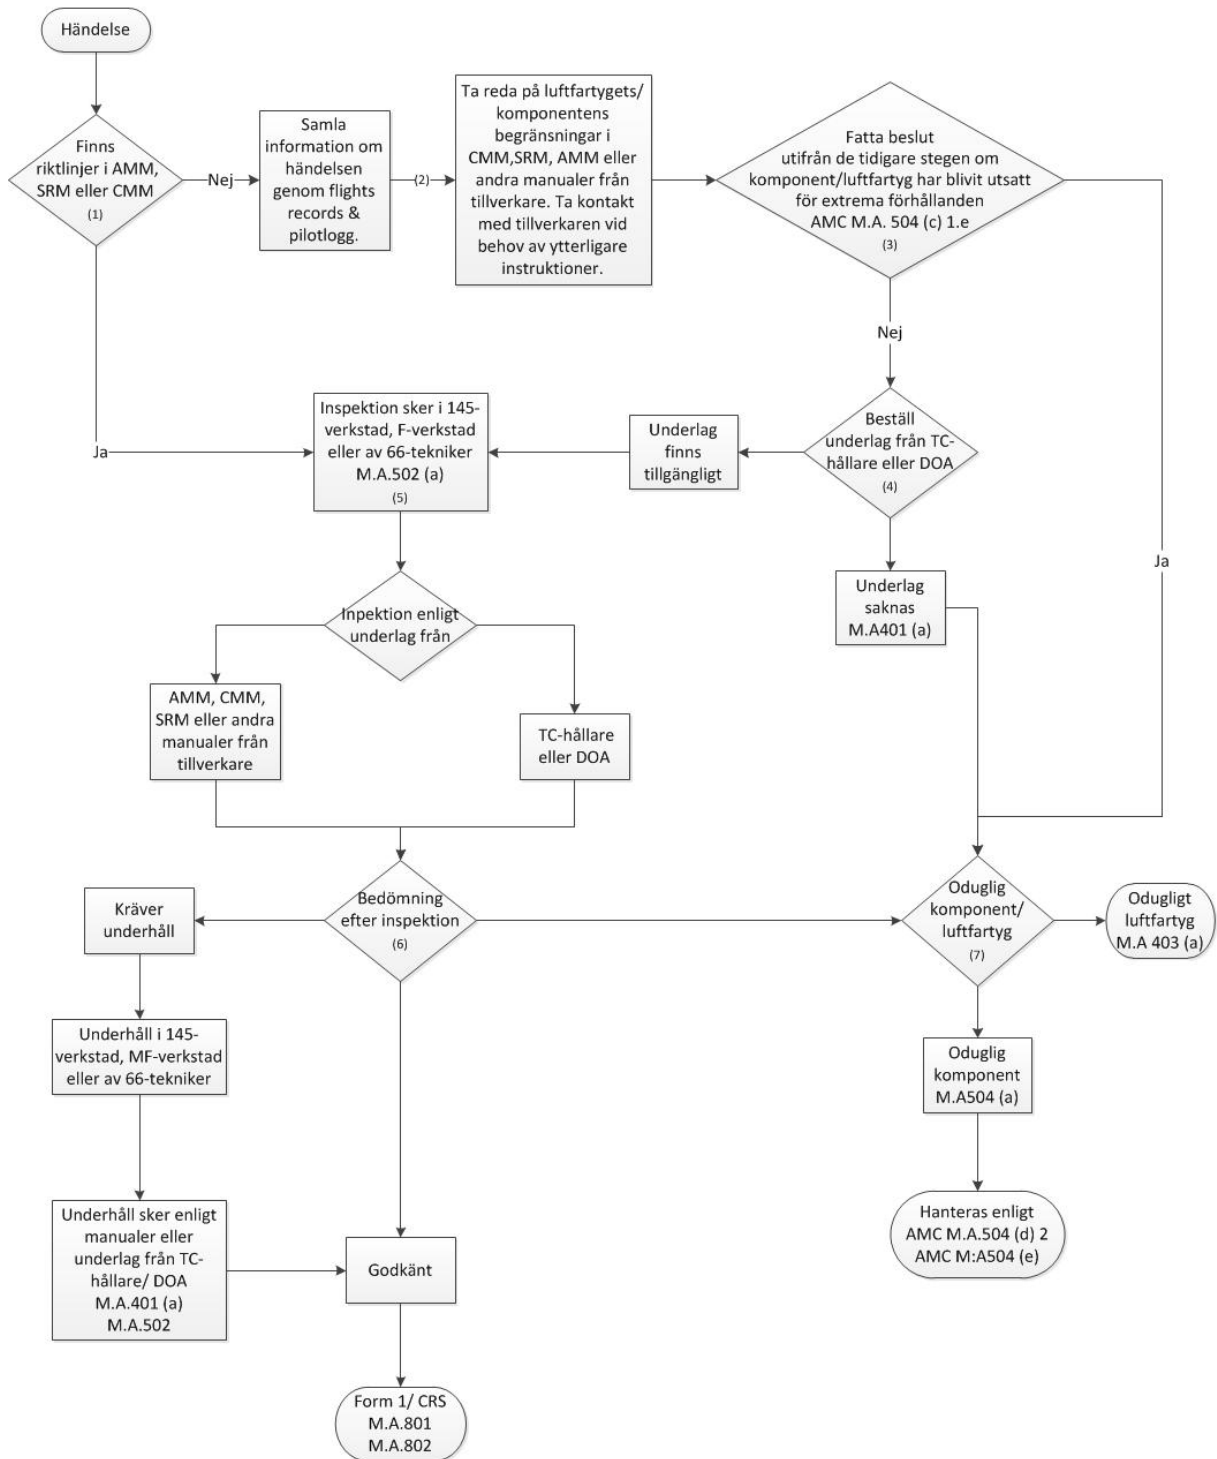 Händelse
Finns
riktlinjer i AMM,
SRM eller CMM
(1)
Nej
Samla
information om
händelsen
genom flights
records &
pilotlogg.
(2)
Ta reda på luftfartygets/
komponentens
begränsningar i
CMM,SRM, AMM eller
andra manualer från
tillverkare. Ta kontakt
med tillverkaren vid
behov av ytterligare
instruktioner.
Fatta beslut
utifrån de tidigare stegen om
komponent/luftfartyg har blivit utsatt
för extrema förhållanden
AMC M.A. 504 (c) 1.e
(3)
Nej
Ja
Inspektion sker i 145-
verkstad, F-verkstad
eller av 66-tekniker
M.A.502 (a)
(5)
Underlag
finns
tillgängligt
Beställ
underlag från TC-
hållare eller DOA
(4)
Ja
Underlag
saknas
M.A401 (a)
Inpektion enligt
underlag från
AMM, CMM,
SRM eller andra
manualer från
tillverkare
TC-hållare
eller DOA
Kräver
underhåll
Bedömning
efter inspektion
(6)
Oduglig
komponent/
luftfartyg
(7)
Odugligt
luftfartyg
M.A 403 (a)
Underhåll i 145-
verkstad, MF-verkstad
eller av 66-tekniker
Oduglig
komponent
M.A504 (a)
Underhåll sker enligt
manualer eller
underlag från TC-
hållare/ DOA
M.A.401 (a)
M.A.502
Godkänt
Hanteras enligt
AMC M.A.504 (d) 2
AMC M:A504 (e)
Form 1/ CRS
M.A.801
M.A.802